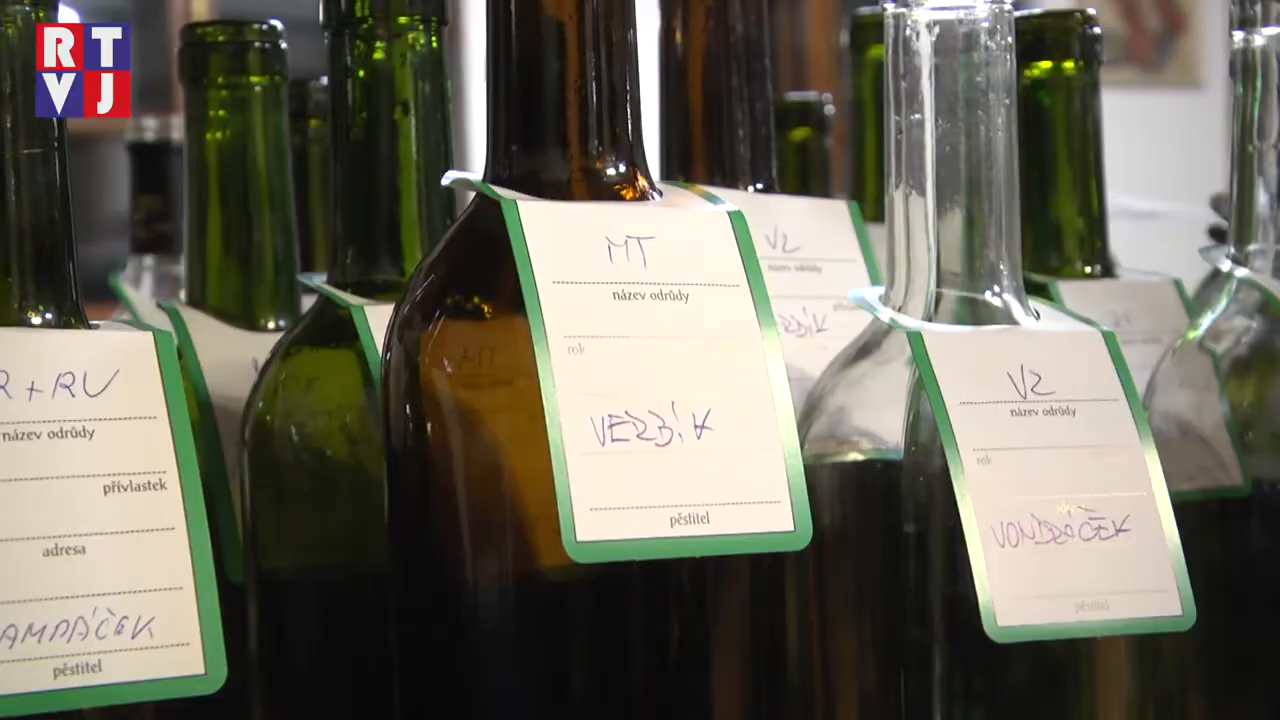 RT
VJ
R+RU
název odrůdy
přívlastek
adresa
pěstitel
MT
název odrůdy
rok
VERBÍK
pěstitel
VZ
název odrůdy
VZ
název odrůdy
rok
VONDRÁČEK
pěstitel